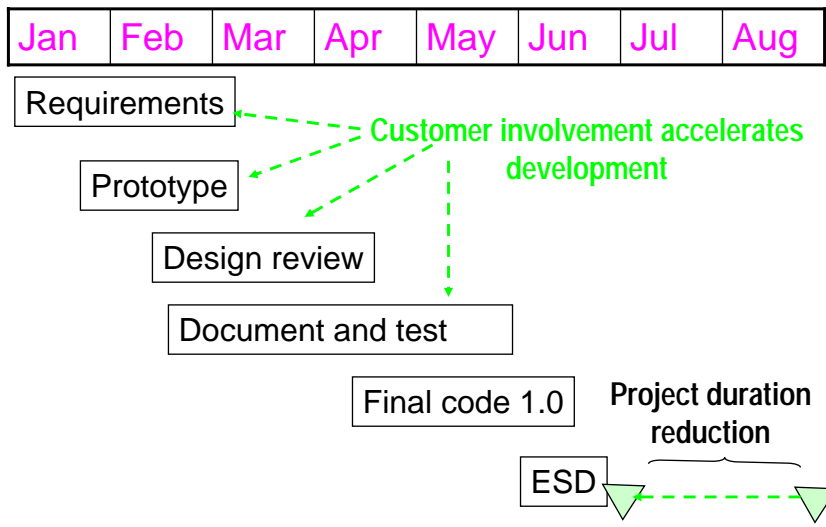 Jan Feb Mar Apr May Jun Jul Aug
Requirements
Customer involvement accelerates
development
Prototype
Design review
Document and test
Final code 1.0
Project duration
reduction
ESD